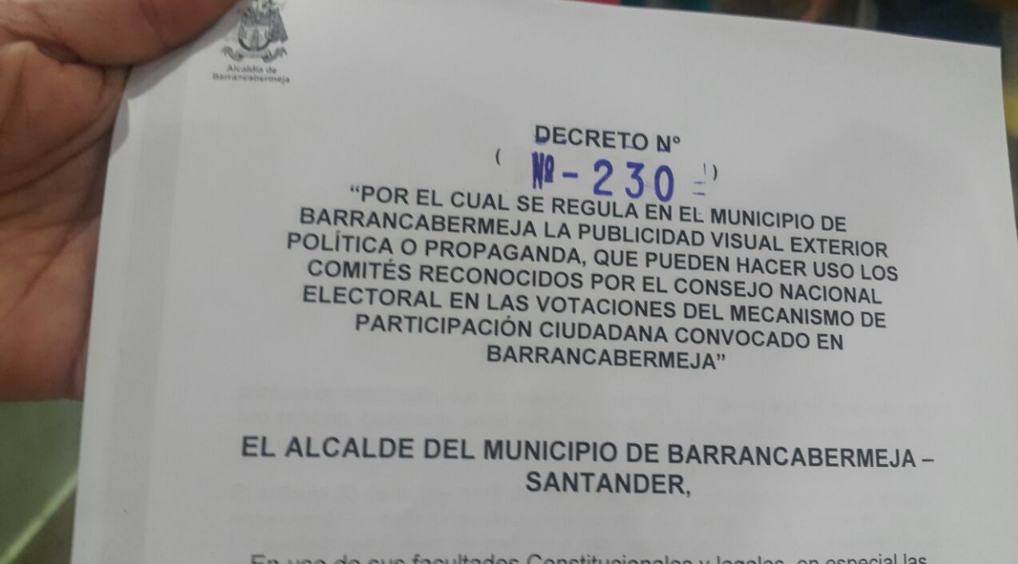 Alcaldía de
Barrancabermeja
DECRETO N°
( Nº - 230 = )
“POR EL CUAL SE REGULA EN EL MUNICIPIO DE
BARRANCABERMEJA LA PUBLICIDAD VISUAL EXTERIOR
POLÍTICA O PROPAGANDA, QUE PUEDEN HACER USO LOS
COMITÉS RECONOCIDOS POR EL CONSEJO NACIONAL
ELECTORAL EN LAS VOTACIONES DEL MECANISMO DE
PARTICIPACIÓN CIUDADANA CONVOCADO EN
BARRANCABERMEJA”
EL ALCALDE DEL MUNICIPIO DE BARRANCABERMEJA –
SANTANDER,
En uso de sus facultades Constitucionales y legales, en especial las